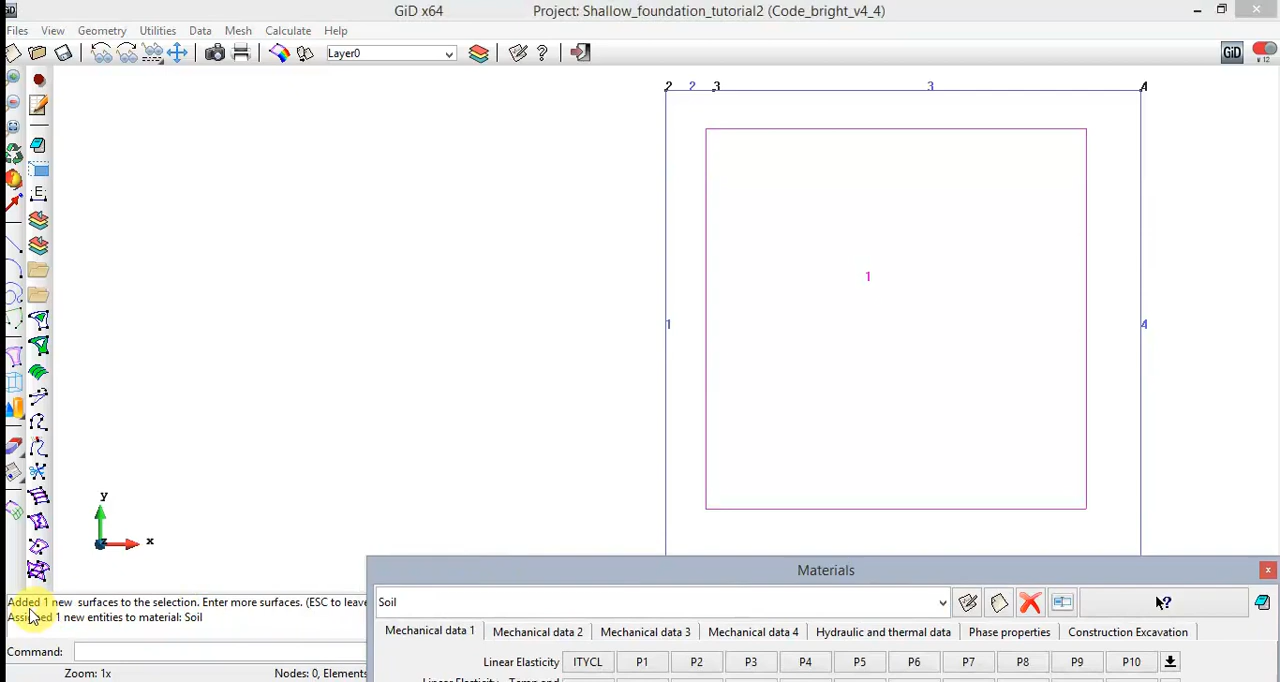 GiD GiD x64 Project: Shallow_foundation_tutorial2 (Code_bright_v4_4)
Files View Geometry Utilities Data Mesh Calculate Help
Layer0 GiD v 12
2 2 3 3 4
1
1 4
y
z x
E
Added 1 new surfaces to the selection. Enter more surfaces. (ESC to leave
Assigned 1 new entities to material: Soil
Command:
Zoom: 1x Nodes: 0, Elements
Materials
Soil
Mechanical data 1 Mechanical data 2 Mechanical data 3 Mechanical data 4 Hydraulic and thermal data Phase properties Construction Excavation
Linear Elasticity ITYCL P1 P2 P3 P4 P5 P6 P7 P8 P9 P10